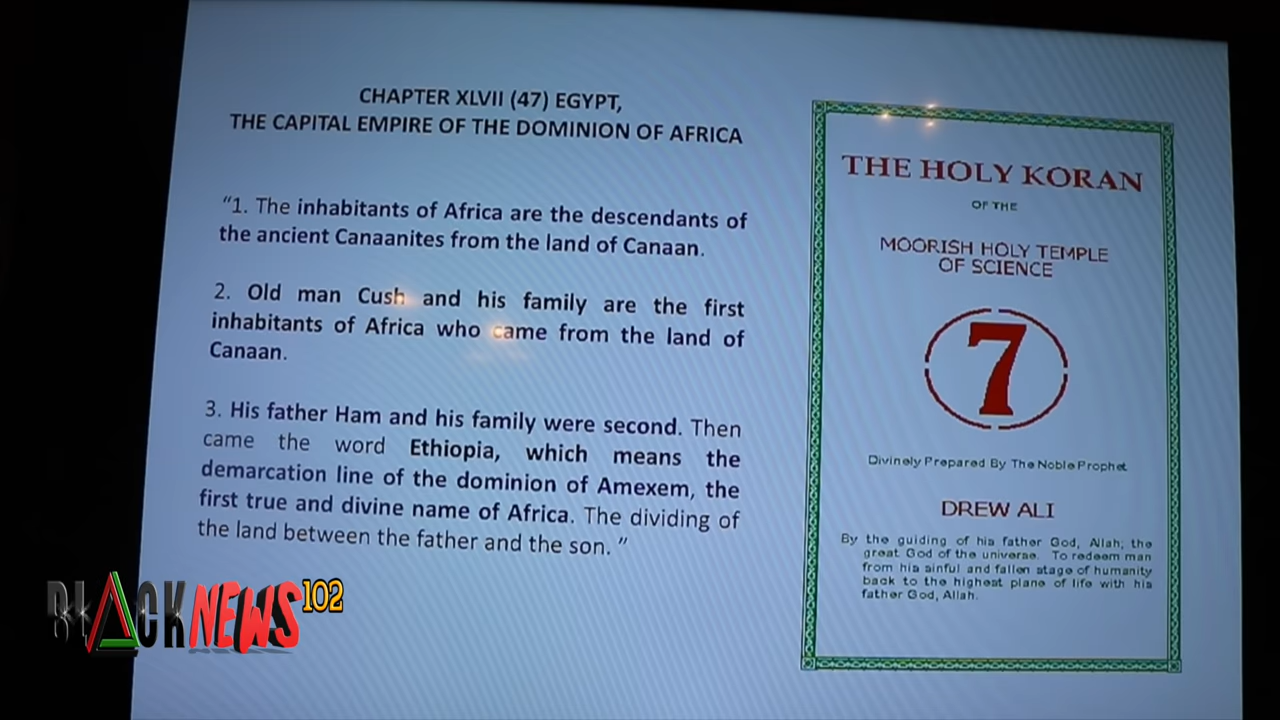 CHAPTER XLVII (47) EGYPT,
THE CAPITAL EMPIRE OF THE DOMINION OF AFRICA
“1. The inhabitants of Africa are the descendants of
the ancient Canaanites from the land of Canaan.
2. Old man Cush and his family are the first
inhabitants of Africa who came from the land of
Canaan.
3. His father Ham and his family were second. Then
came the word Ethiopia, which means the
demarcation line of the dominion of Amexem, the
first true and divine name of Africa. The dividing of
the land between the father and the son. ”
THE HOLY KORAN
OF THE
MOORISH HOLY TEMPLE
OF SCIENCE
7
Divinely Prepared By The Noble Prophet
DREW ALI
By the guiding of his father God, Allah; the
great God of the universe. To redeem man
from his sinful and fallen stage of humanity
back to the highest plane of life with his
father God, Allah.
BLACK NEWS 102